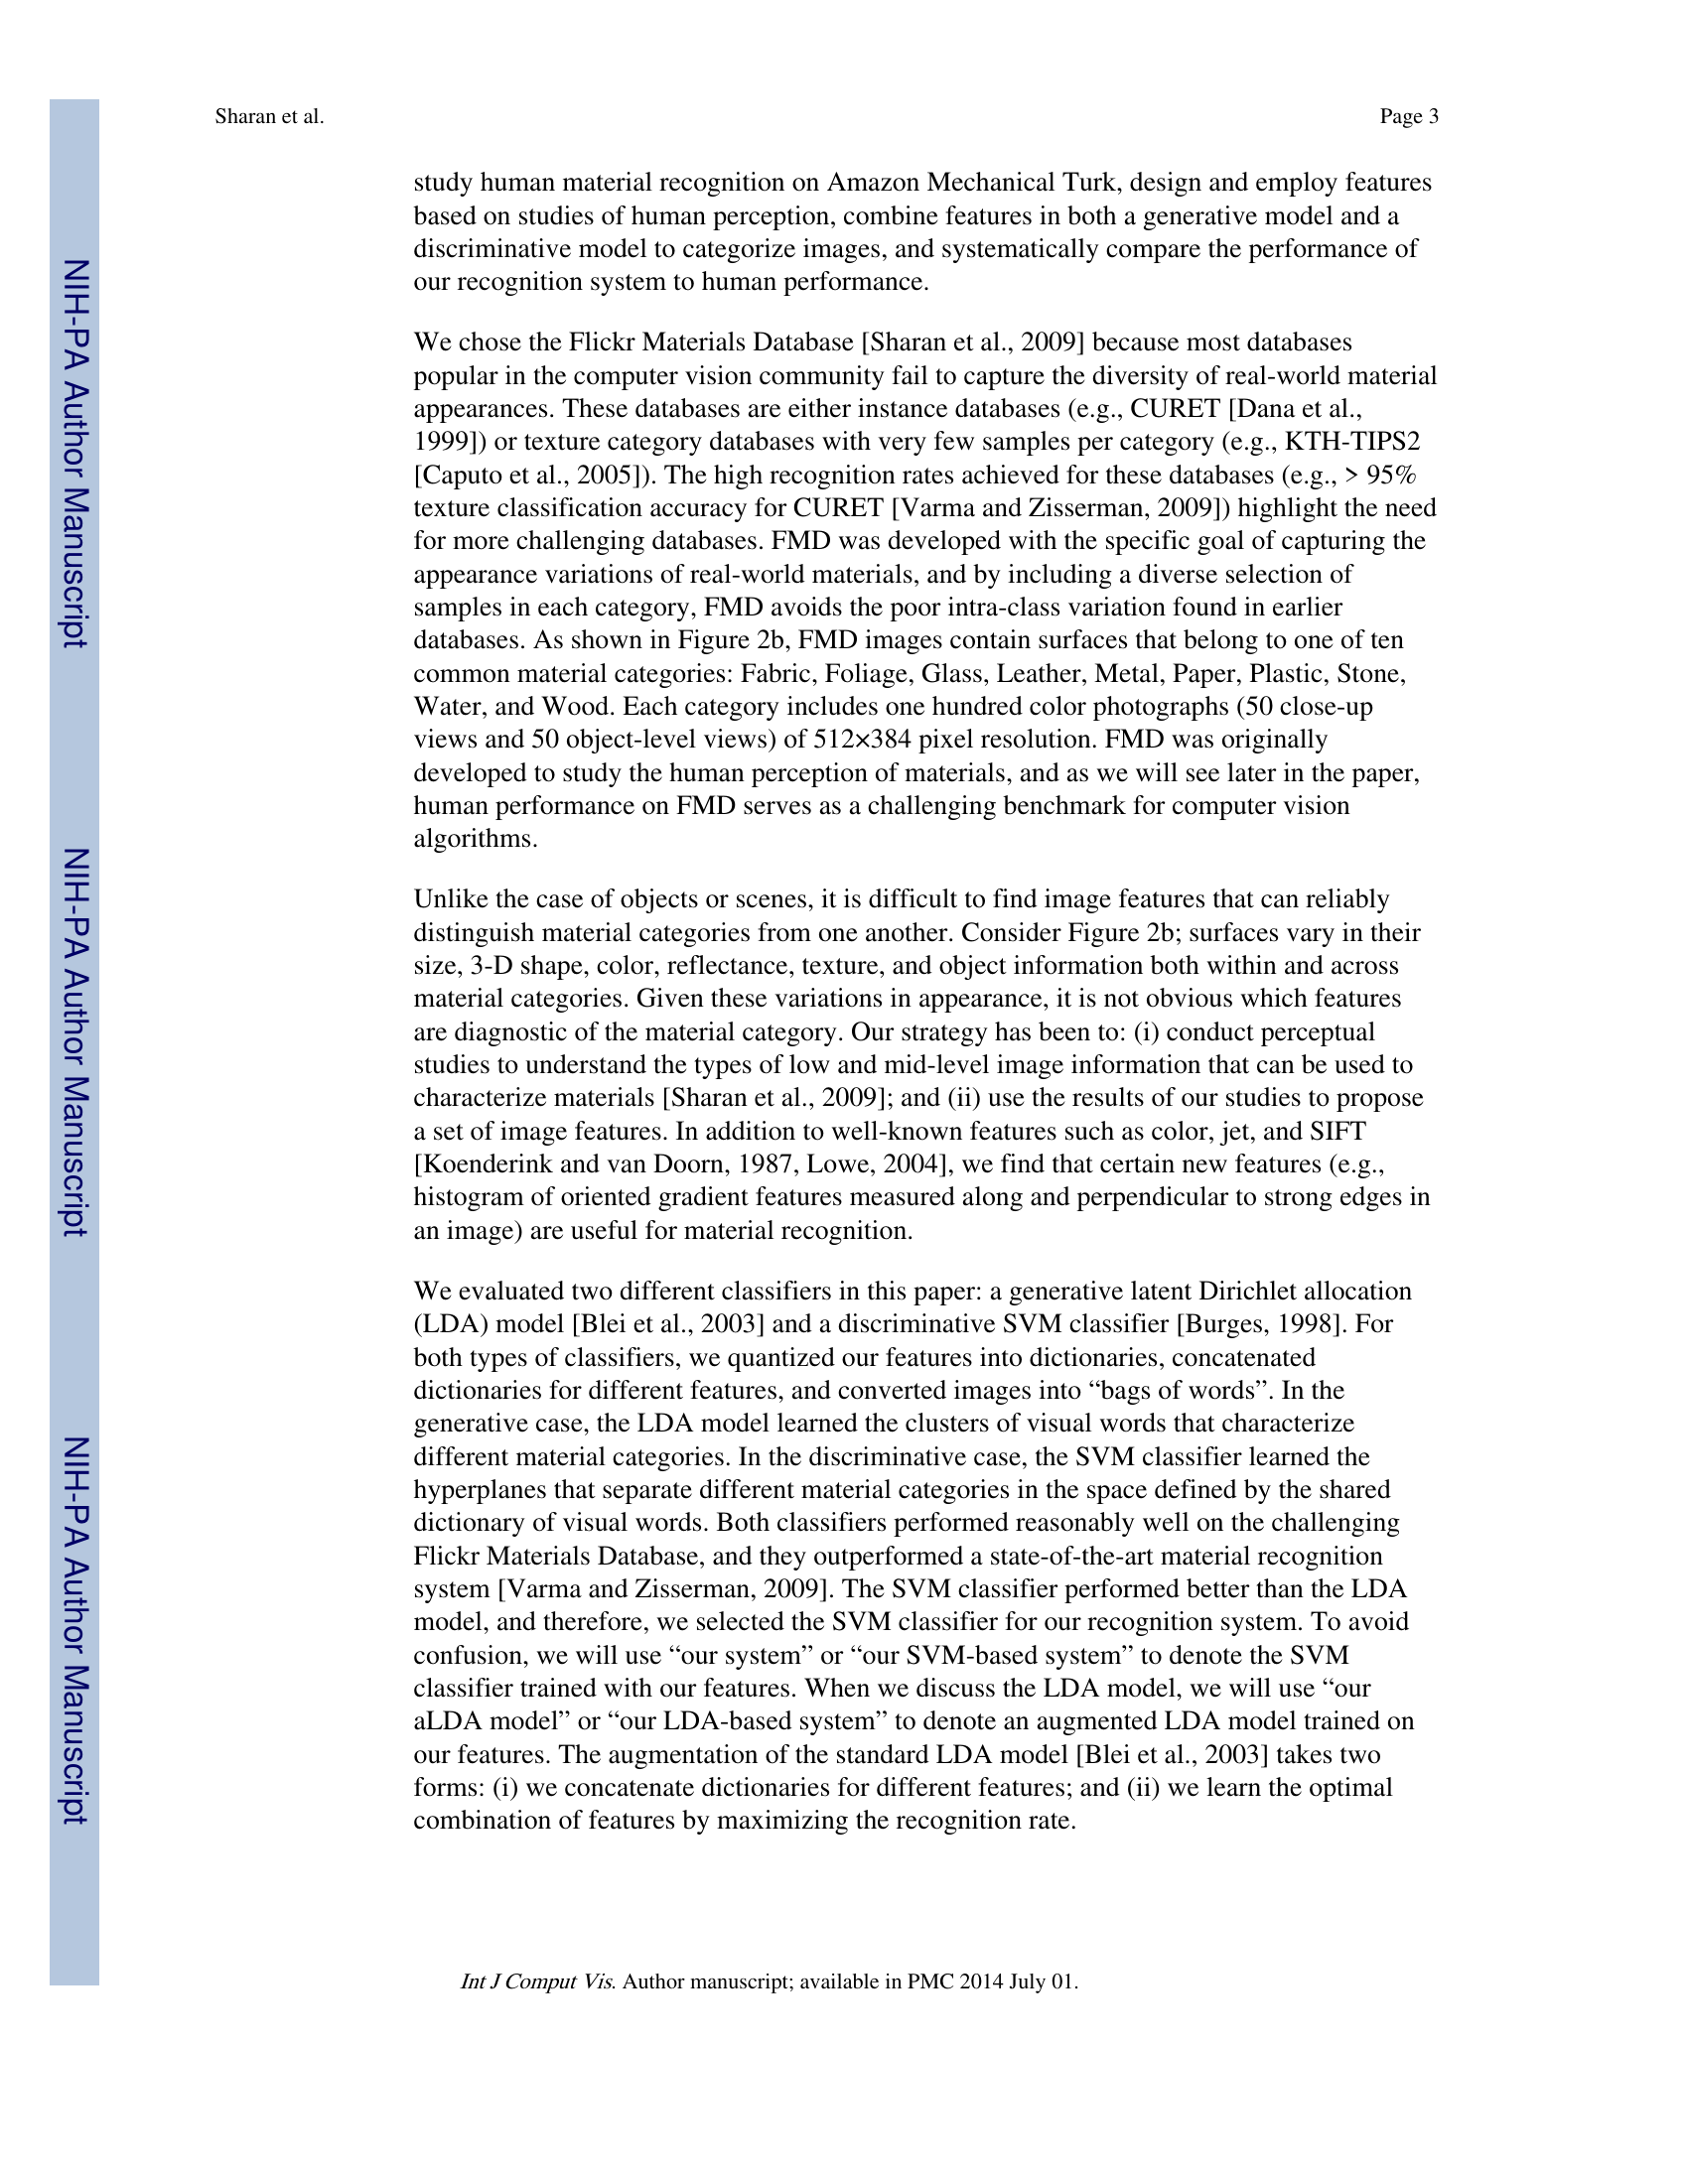 Sharan et al.
Page 3
study human material recognition on Amazon Mechanical Turk, design and employ features
based on studies of human perception, combine features in both a generative model and a
discriminative model to categorize images, and systematically compare the performance of
our recognition system to human performance.
We chose the Flickr Materials Database [Sharan et al., 2009] because most databases
popular in the computer vision community fail to capture the diversity of real-world material
appearances. These databases are either instance databases (e.g., CURET [Dana et al.,
1999]) or texture category databases with very few samples per category (e.g., KTH-TIPS2
[Caputo et al., 2005]). The high recognition rates achieved for these databases (e.g., > 95%
texture classification accuracy for CURET [Varma and Zisserman, 2009]) highlight the need
for more challenging databases. FMD was developed with the specific goal of capturing the
appearance variations of real-world materials, and by including a diverse selection of
samples in each category, FMD avoids the poor intra-class variation found in earlier
databases. As shown in Figure 2b, FMD images contain surfaces that belong to one of ten
common material categories: Fabric, Foliage, Glass, Leather, Metal, Paper, Plastic, Stone,
Water, and Wood. Each category includes one hundred color photographs (50 close-up
views and 50 object-level views) of 512×384 pixel resolution. FMD was originally
developed to study the human perception of materials, and as we will see later in the paper,
human performance on FMD serves as a challenging benchmark for computer vision
algorithms.
Unlike the case of objects or scenes, it is difficult to find image features that can reliably
distinguish material categories from one another. Consider Figure 2b; surfaces vary in their
size, 3-D shape, color, reflectance, texture, and object information both within and across
material categories. Given these variations in appearance, it is not obvious which features
are diagnostic of the material category. Our strategy has been to: (i) conduct perceptual
studies to understand the types of low and mid-level image information that can be used to
characterize materials [Sharan et al., 2009]; and (ii) use the results of our studies to propose
a set of image features. In addition to well-known features such as color, jet, and SIFT
[Koenderink and van Doorn, 1987, Lowe, 2004], we find that certain new features (e.g.,
histogram of oriented gradient features measured along and perpendicular to strong edges in
an image) are useful for material recognition.
We evaluated two different classifiers in this paper: a generative latent Dirichlet allocation
(LDA) model [Blei et al., 2003] and a discriminative SVM classifier [Burges, 1998]. For
both types of classifiers, we quantized our features into dictionaries, concatenated
dictionaries for different features, and converted images into “bags of words”. In the
generative case, the LDA model learned the clusters of visual words that characterize
different material categories. In the discriminative case, the SVM classifier learned the
hyperplanes that separate different material categories in the space defined by the shared
dictionary of visual words. Both classifiers performed reasonably well on the challenging
Flickr Materials Database, and they outperformed a state-of-the-art material recognition
system [Varma and Zisserman, 2009]. The SVM classifier performed better than the LDA
model, and therefore, we selected the SVM classifier for our recognition system. To avoid
confusion, we will use “our system” or “our SVM-based system” to denote the SVM
classifier trained with our features. When we discuss the LDA model, we will use “our
aLDA model” or “our LDA-based system” to denote an augmented LDA model trained on
our features. The augmentation of the standard LDA model [Blei et al., 2003] takes two
forms: (i) we concatenate dictionaries for different features; and (ii) we learn the optimal
combination of features by maximizing the recognition rate.
Int J Comput Vis. Author manuscript; available in PMC 2014 July 01.
NIH-PA Author Manuscript
NIH-PA Author Manuscript
NIH-PA Author Manuscript